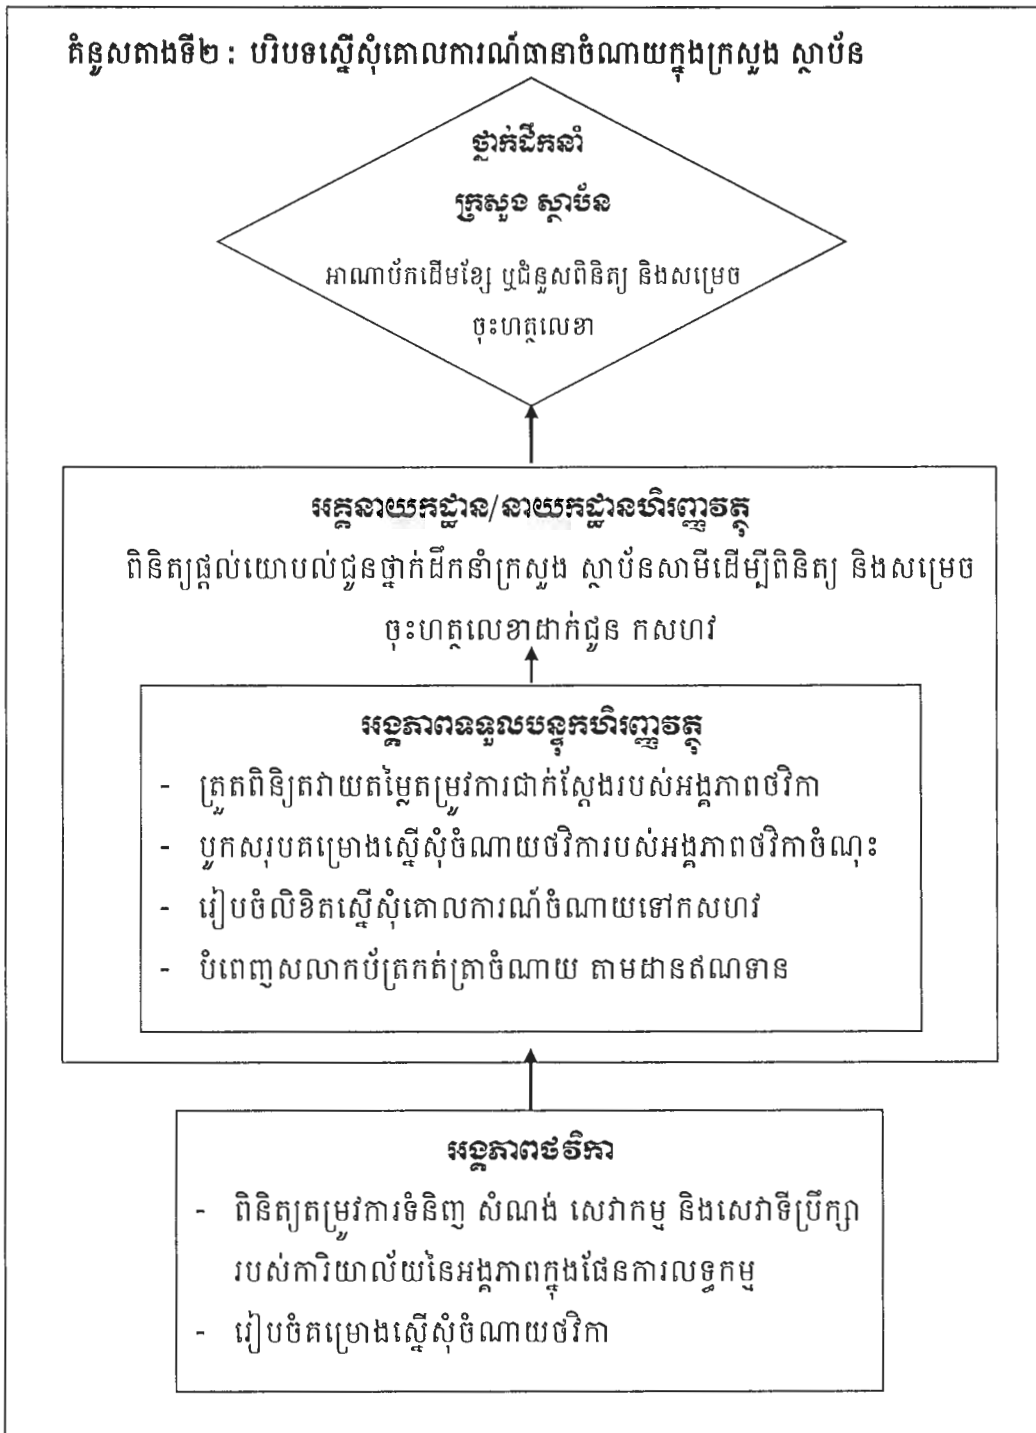 គំនូសតាងទី២ : បរិបទស្នើសុំគោលការណ៍ធានាចំណាយក្នុងក្រសួង ស្ថាប័ន
ថ្នាក់ដឹកនាំ
ក្រសួង ស្ថាប័ន
អាណាប័កដើមខ្សែ ឬជំនួសពិនិត្យ និងសម្រេច
ចុះហត្ថលេខា
អគ្គនាយកដ្ឋាន/នាយកដ្ឋានហិរញ្ញវត្ថុ
ពិនិត្យផ្តល់យោបល់ជូនថ្នាក់ដឹកនាំក្រសួង ស្ថាប័នសាមីដើម្បីពិនិត្យ និងសម្រេច
ចុះហត្ថលេខាដាក់ជូន កសហវ
អង្គភាពទទួលបន្ទុកហិរញ្ញវត្ថុ
- ត្រួតពិនិ្យតវាយតម្លៃតម្រូវការជាក់ស្តែងរបស់អង្គភាពថវិកា
- បូកសរុបគម្រោងស្នើសុំចំណាយថវិការបស់អង្គភាពថវិកាចំណុះ
- រៀបចំលិខិតស្នើសុំគោលការណ៍ចំណាយទៅកសហវ
- បំពេញសលាកប័ត្រកត់ត្រាចំណាយ តាមដានឥណទាន
អង្គភាពថវិកា
- ពិនិត្យតម្រូវការទំនិញ សំណង់ សេវាកម្ម និងសេវាទីប្រឹក្សា
របស់ការិយាល័យនៃអង្គភាពក្នុងផែនការលទ្ធកម្ម
- រៀបចំគម្រោងស្នើសុំចំណាយថវិកា